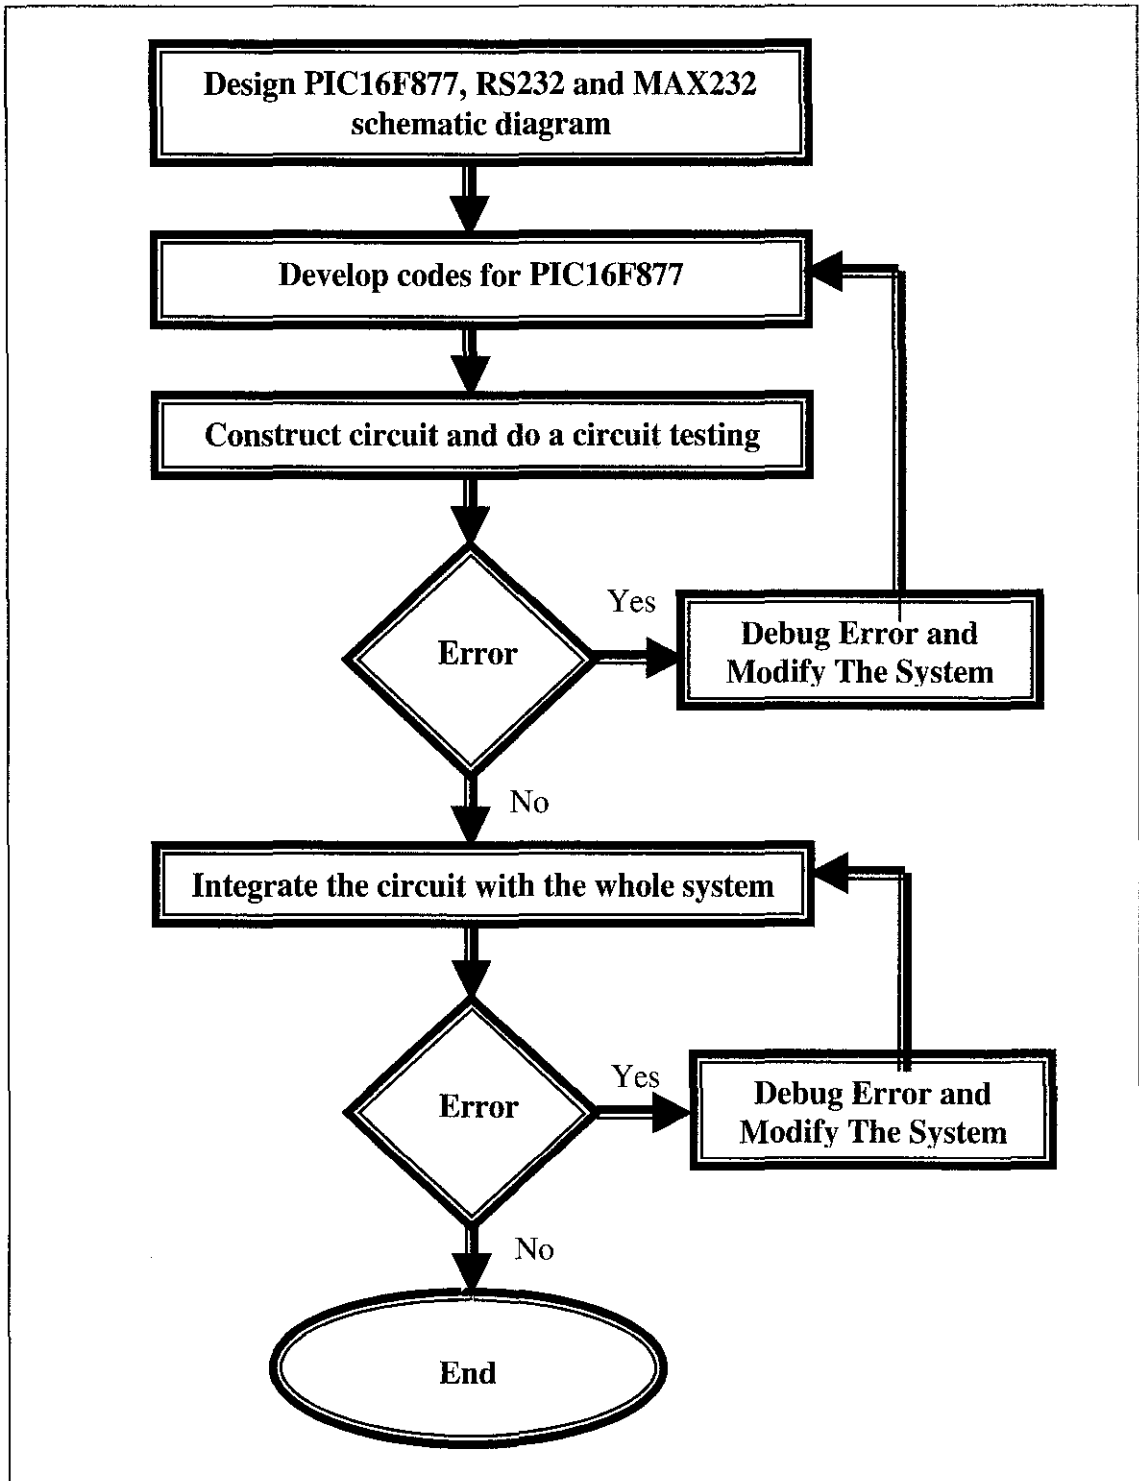 Design PIC16F877, RS232 and MAX232
schematic diagram
Develop codes for PIC16F877
Construct circuit and do a circuit testing
Error
Yes
Debug Error and
Modify The System
No
Integrate the circuit with the whole system
Error
Yes
Debug Error and
Modify The System
No
End